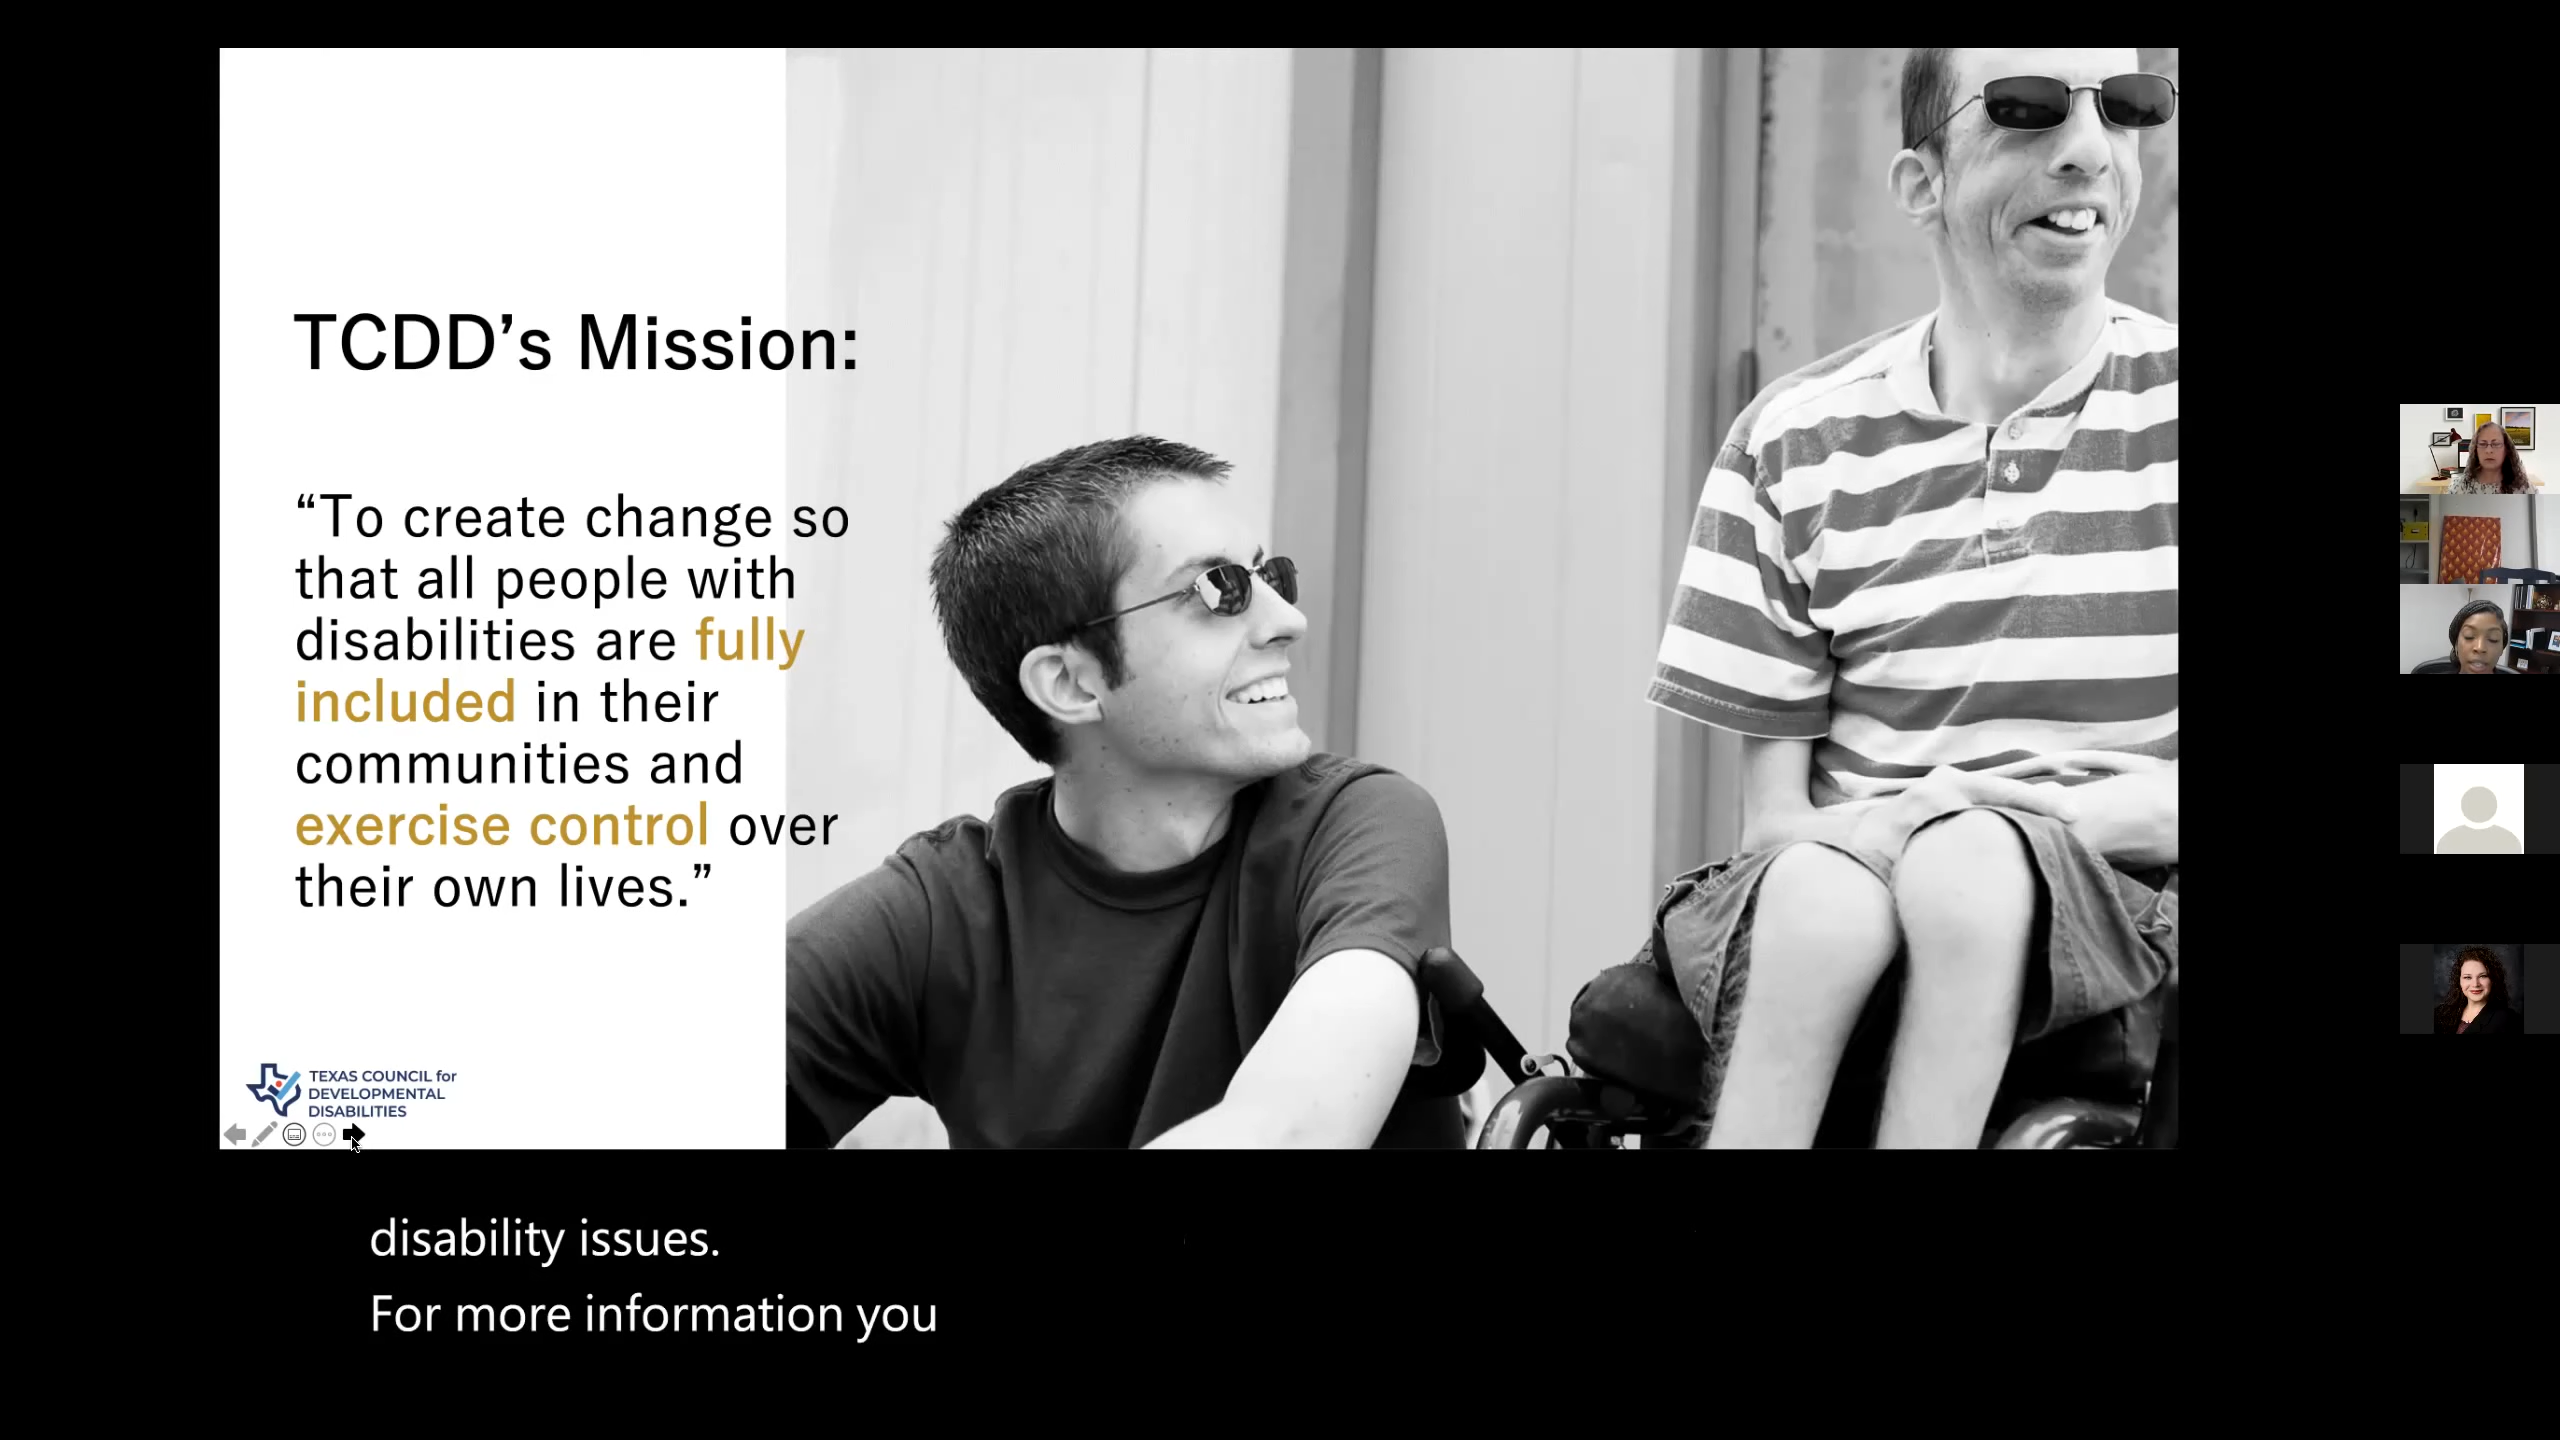 TCDD’s Mission:
“To create change so
that all people with
disabilities are fully
included in their
communities and
exercise control over
their own lives.”
TEXAS COUNCIL for
DEVELOPMENTAL
DISABILITIES
disability issues.
For more information you